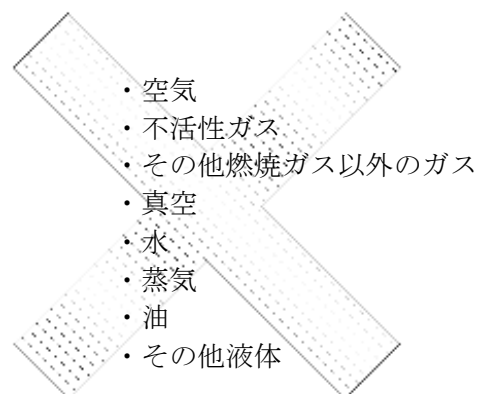 ・空気
・不活性ガス
・その他燃焼ガス以外のガス
・真空
・水
・蒸気
・油
・その他液体